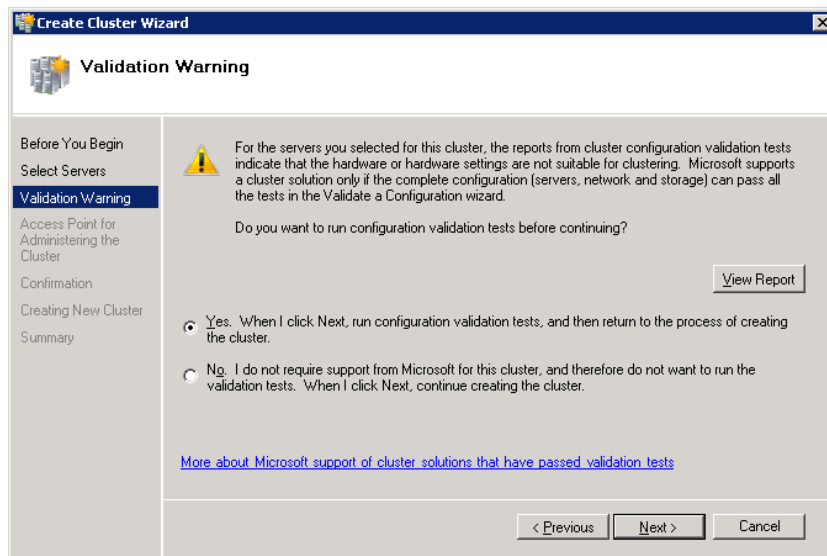 Create Cluster Wizard
Validation Warning
Before You Begin
Select Servers
Validation Warning
Access Point for
Administering the
Cluster
Confirmation
Creating New Cluster
Summary
For the servers you selected for this cluster, the reports from cluster configuration validation tests
indicate that the hardware or hardware settings are not suitable for clustering. Microsoft supports
a cluster solution only if the complete configuration (servers, network and storage) can pass all
the tests in the Validate a Configuration wizard.
Do you want to run configuration validation tests before continuing?
View Report
Yes. When I click Next, run configuration validation tests, and then return to the process of creating
the cluster.
No. I do not require support from Microsoft for this cluster, and therefore do not want to run the
validation tests. When I click Next, continue creating the cluster.
More about Microsoft support of cluster solutions that have passed validation tests
< Previous
Next >
Cancel